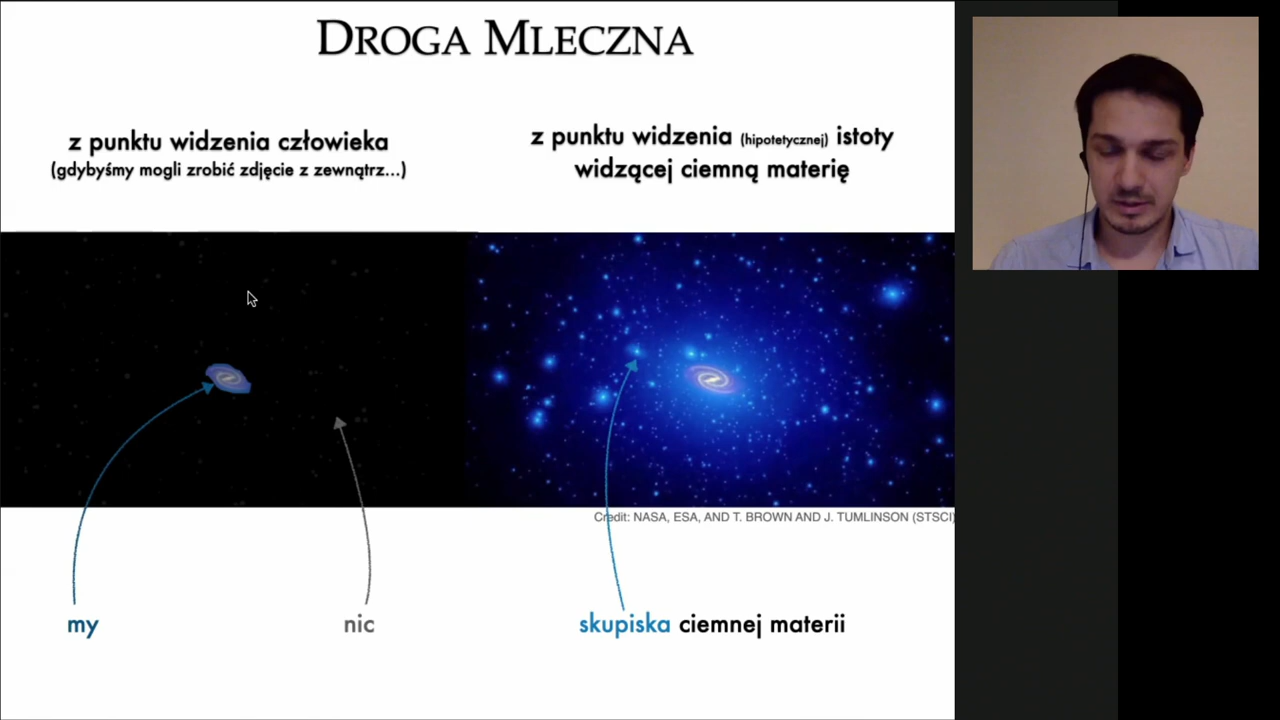 DROGA MLECZNA
z punktu widzenia człowieka
(gdybyśmy mogli zrobić zdjęcie z zewnątrz...)
z punktu widzenia (hipotetycznej) istoty
widzącej ciemną materię
Credit: NASA, ESA, AND T. BROWN AND J. TUMLINSON (STSCI)
my
nic
skupiska ciemnej materii